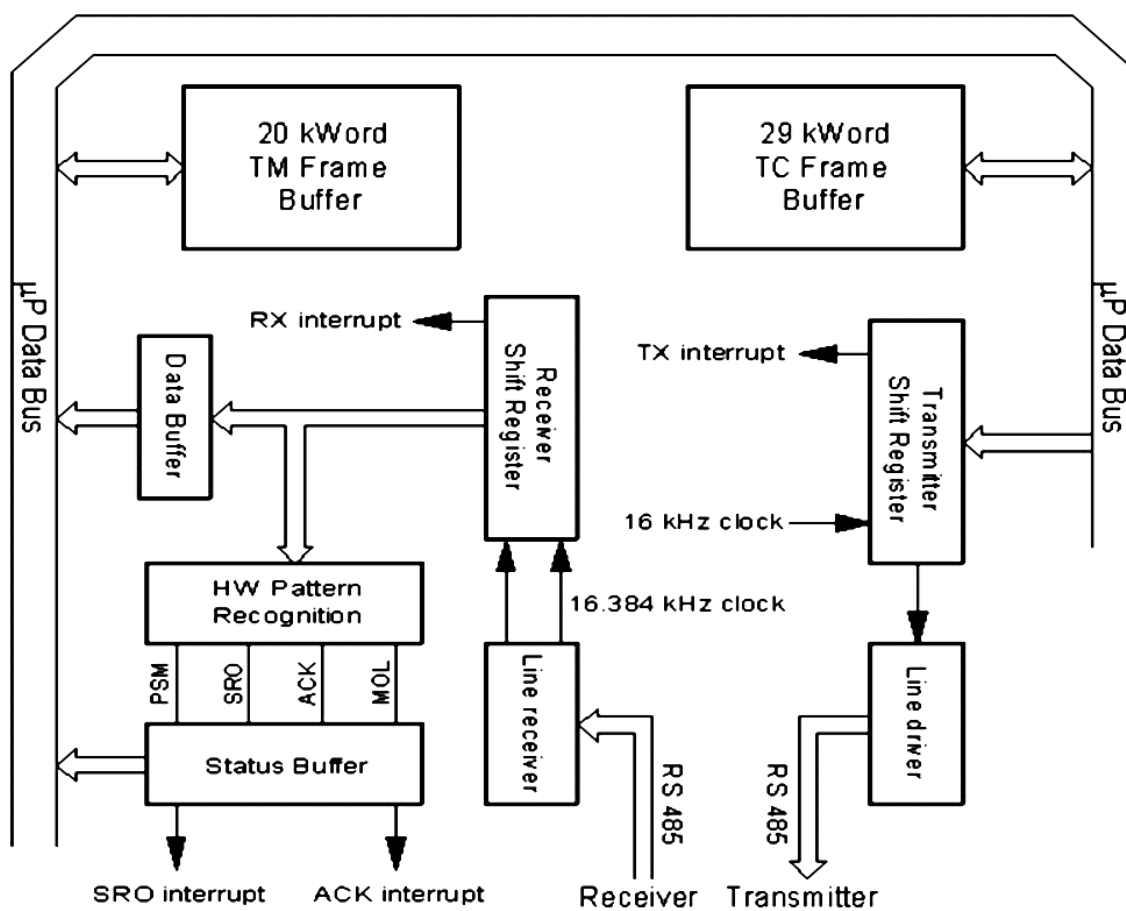 20 kWord
TM Frame
Buffer
29 kWord
TC Frame
Buffer
µP Data Bus
µP Data Bus
RX interrupt
Receiver
Shift Register
TX interrupt
Transmitter
Shift Register
Data Buffer
16 kHz clock
HW Pattern
Recognition
16.384 kHz clock
PSM
SRO
ACK
MOL
Line receiver
Line driver
Status Buffer
RS 485
RS 485
SRO interrupt
ACK interrupt
Receiver
Transmitter